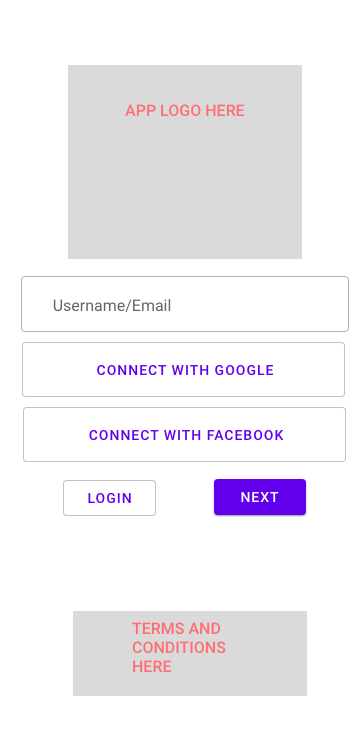 APP LOGO HERE
Username/Email
CONNECT WITH GOOGLE
CONNECT WITH FACEBOOK
LOGIN
NEXT
TERMS AND
CONDITIONS
HERE